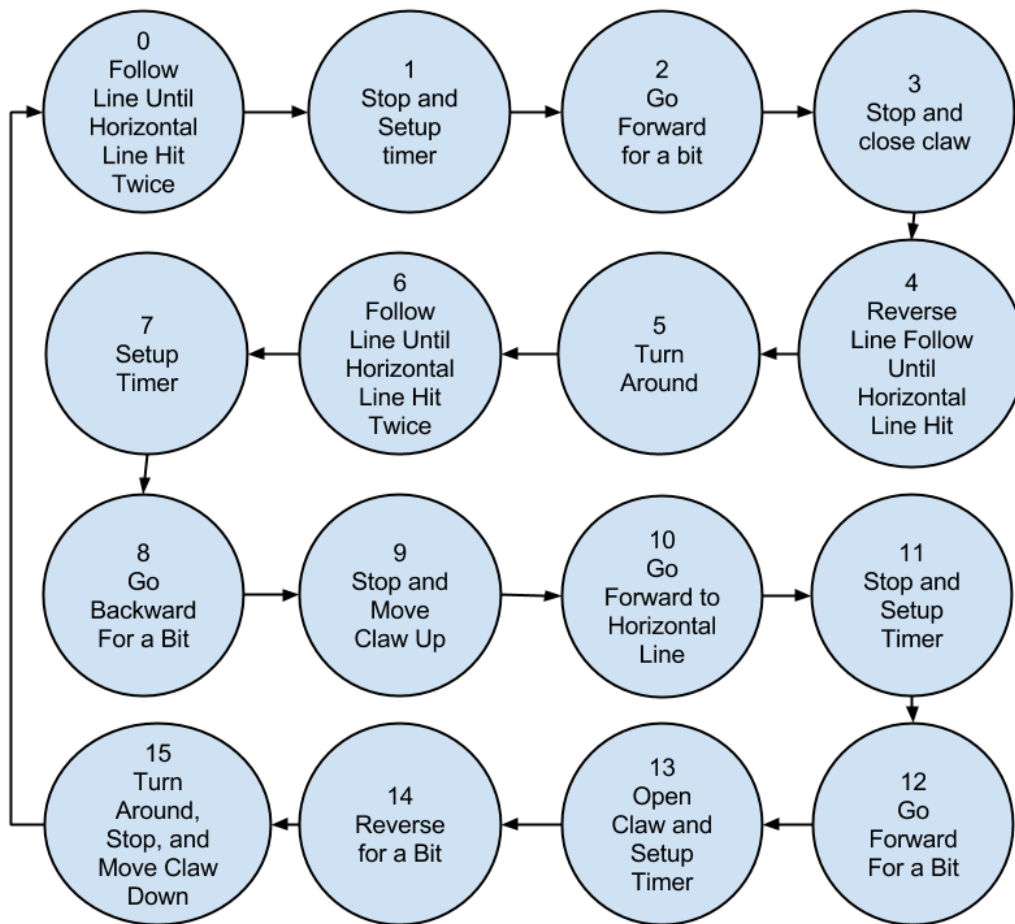 0
Follow
Line Until
Horizontal
Line Hit
Twice
1
Stop and
Setup
timer
2
Go
Forward
for a bit
3
Stop and
close claw
4
Reverse
Line Follow
Until
Horizontal
Line Hit
5
Turn
Around
6
Follow
Line Until
Horizontal
Line Hit
Twice
7
Setup
Timer
8
Go
Backward
For a Bit
9
Stop and
Move
Claw Up
10
Go
Forward to
Horizontal
Line
11
Stop and
Setup
Timer
12
Go
Forward
For a Bit
13
Open
Claw and
Setup
Timer
14
Reverse
for a Bit
15
Turn
Around,
Stop, and
Move Claw
Down